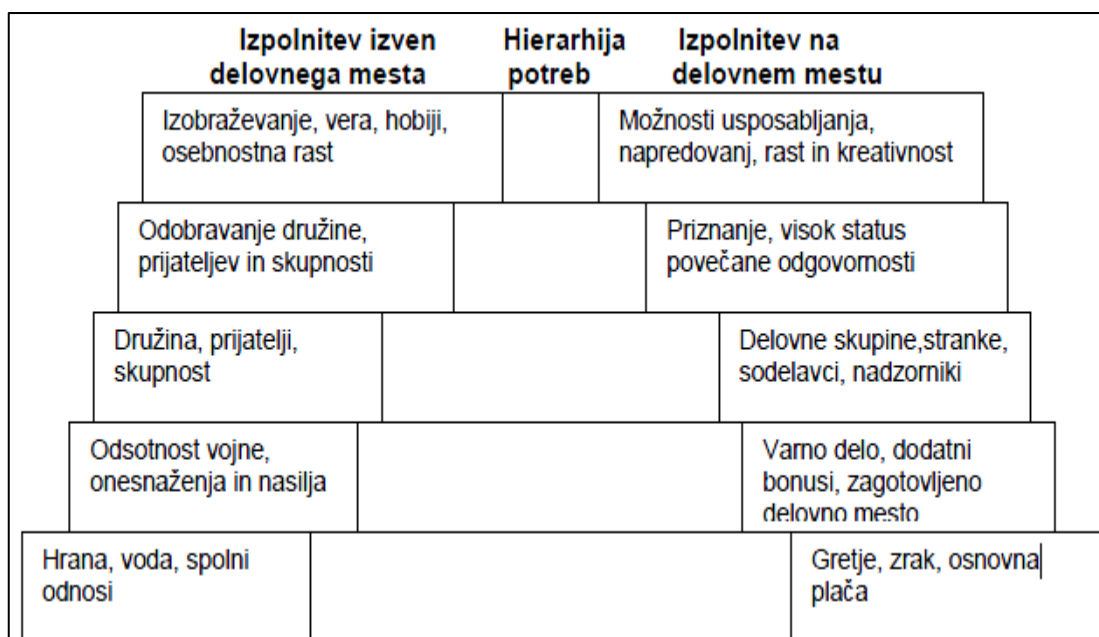 Izpolnitev izven
delovnega mesta
Hierarhija
potreb
Izpolnitev na
delovnem mestu
Izobraževanje, vera, hobiji,
osebnostna rast
Možnosti usposabljanja,
napredovanj, rast in kreativnost
Odobravanje družine,
prijateljev in skupnosti
Priznanje, visok status
povečane odgovornosti
Družina, prijatelji,
skupnost
Delovne skupine,stranke,
sodelavci, nadzorniki
Odsotnost vojne,
onesnaženja in nasilja
Varno delo, dodatni
bonusi, zagotovljeno
delovno mesto
Hrana, voda, spolni
odnosi
Gretje, zrak, osnovna
plača